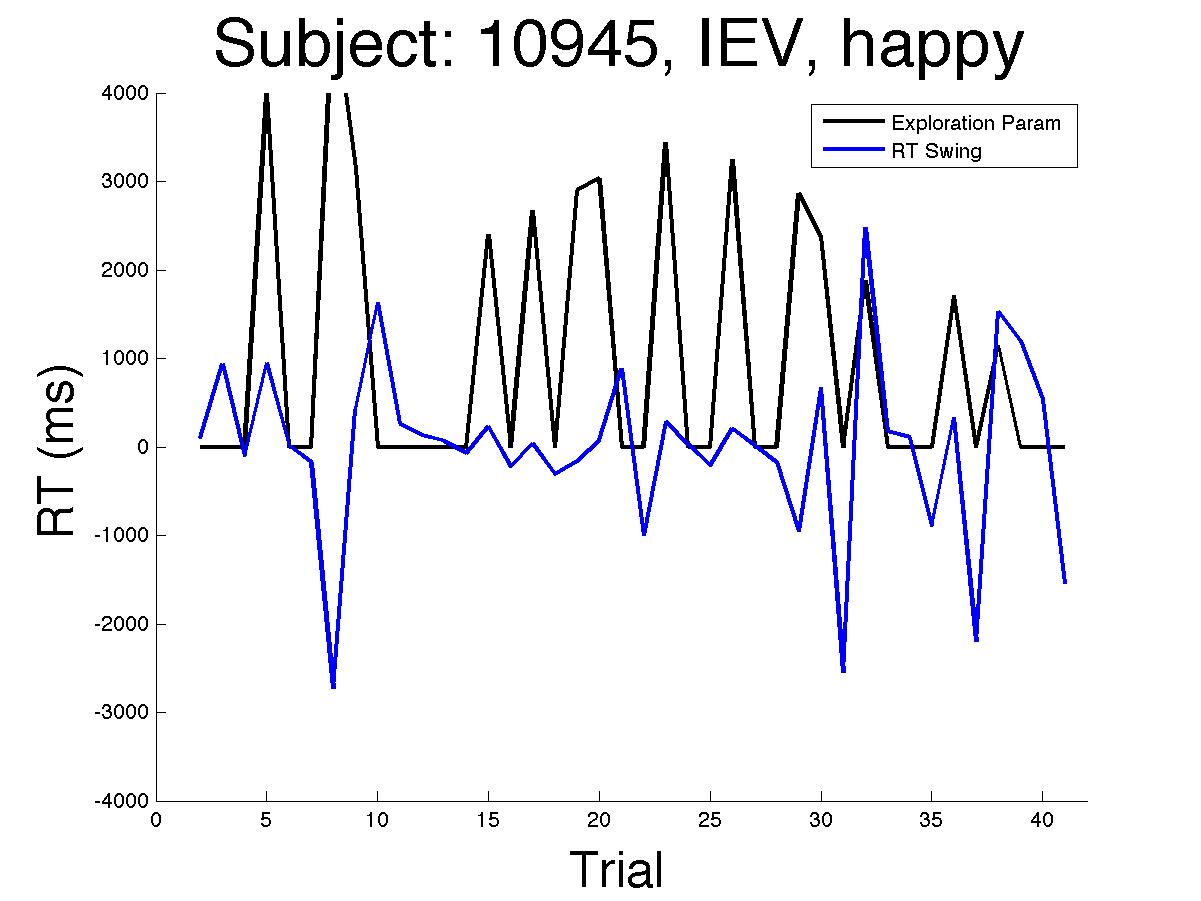 Subject: 10945, IEV, happy
Exploration Param
RT Swing
4000
3000
2000
1000
0
-1000
-2000
-3000
-4000
RT (ms)
0 5 10 15 20 25 30 35 40
Trial